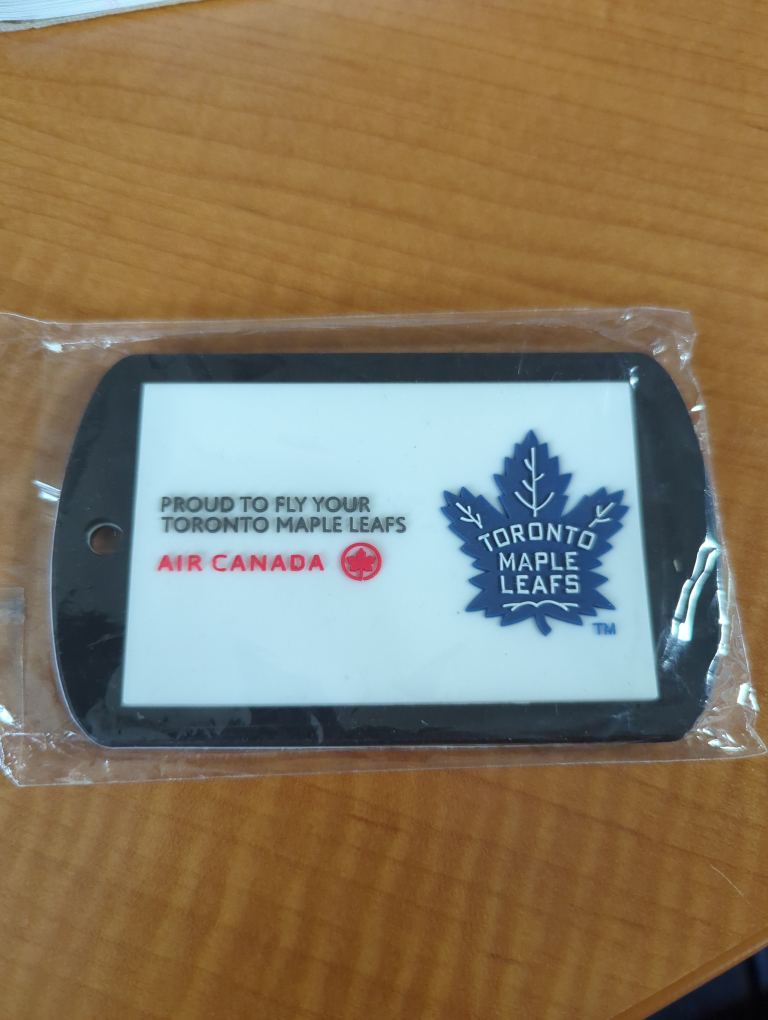 PROUD TO FLY YOUR
TORONTO MAPLE LEAFS
AIR CANADA
TORONTO
MAPLE
LEAFS
TM